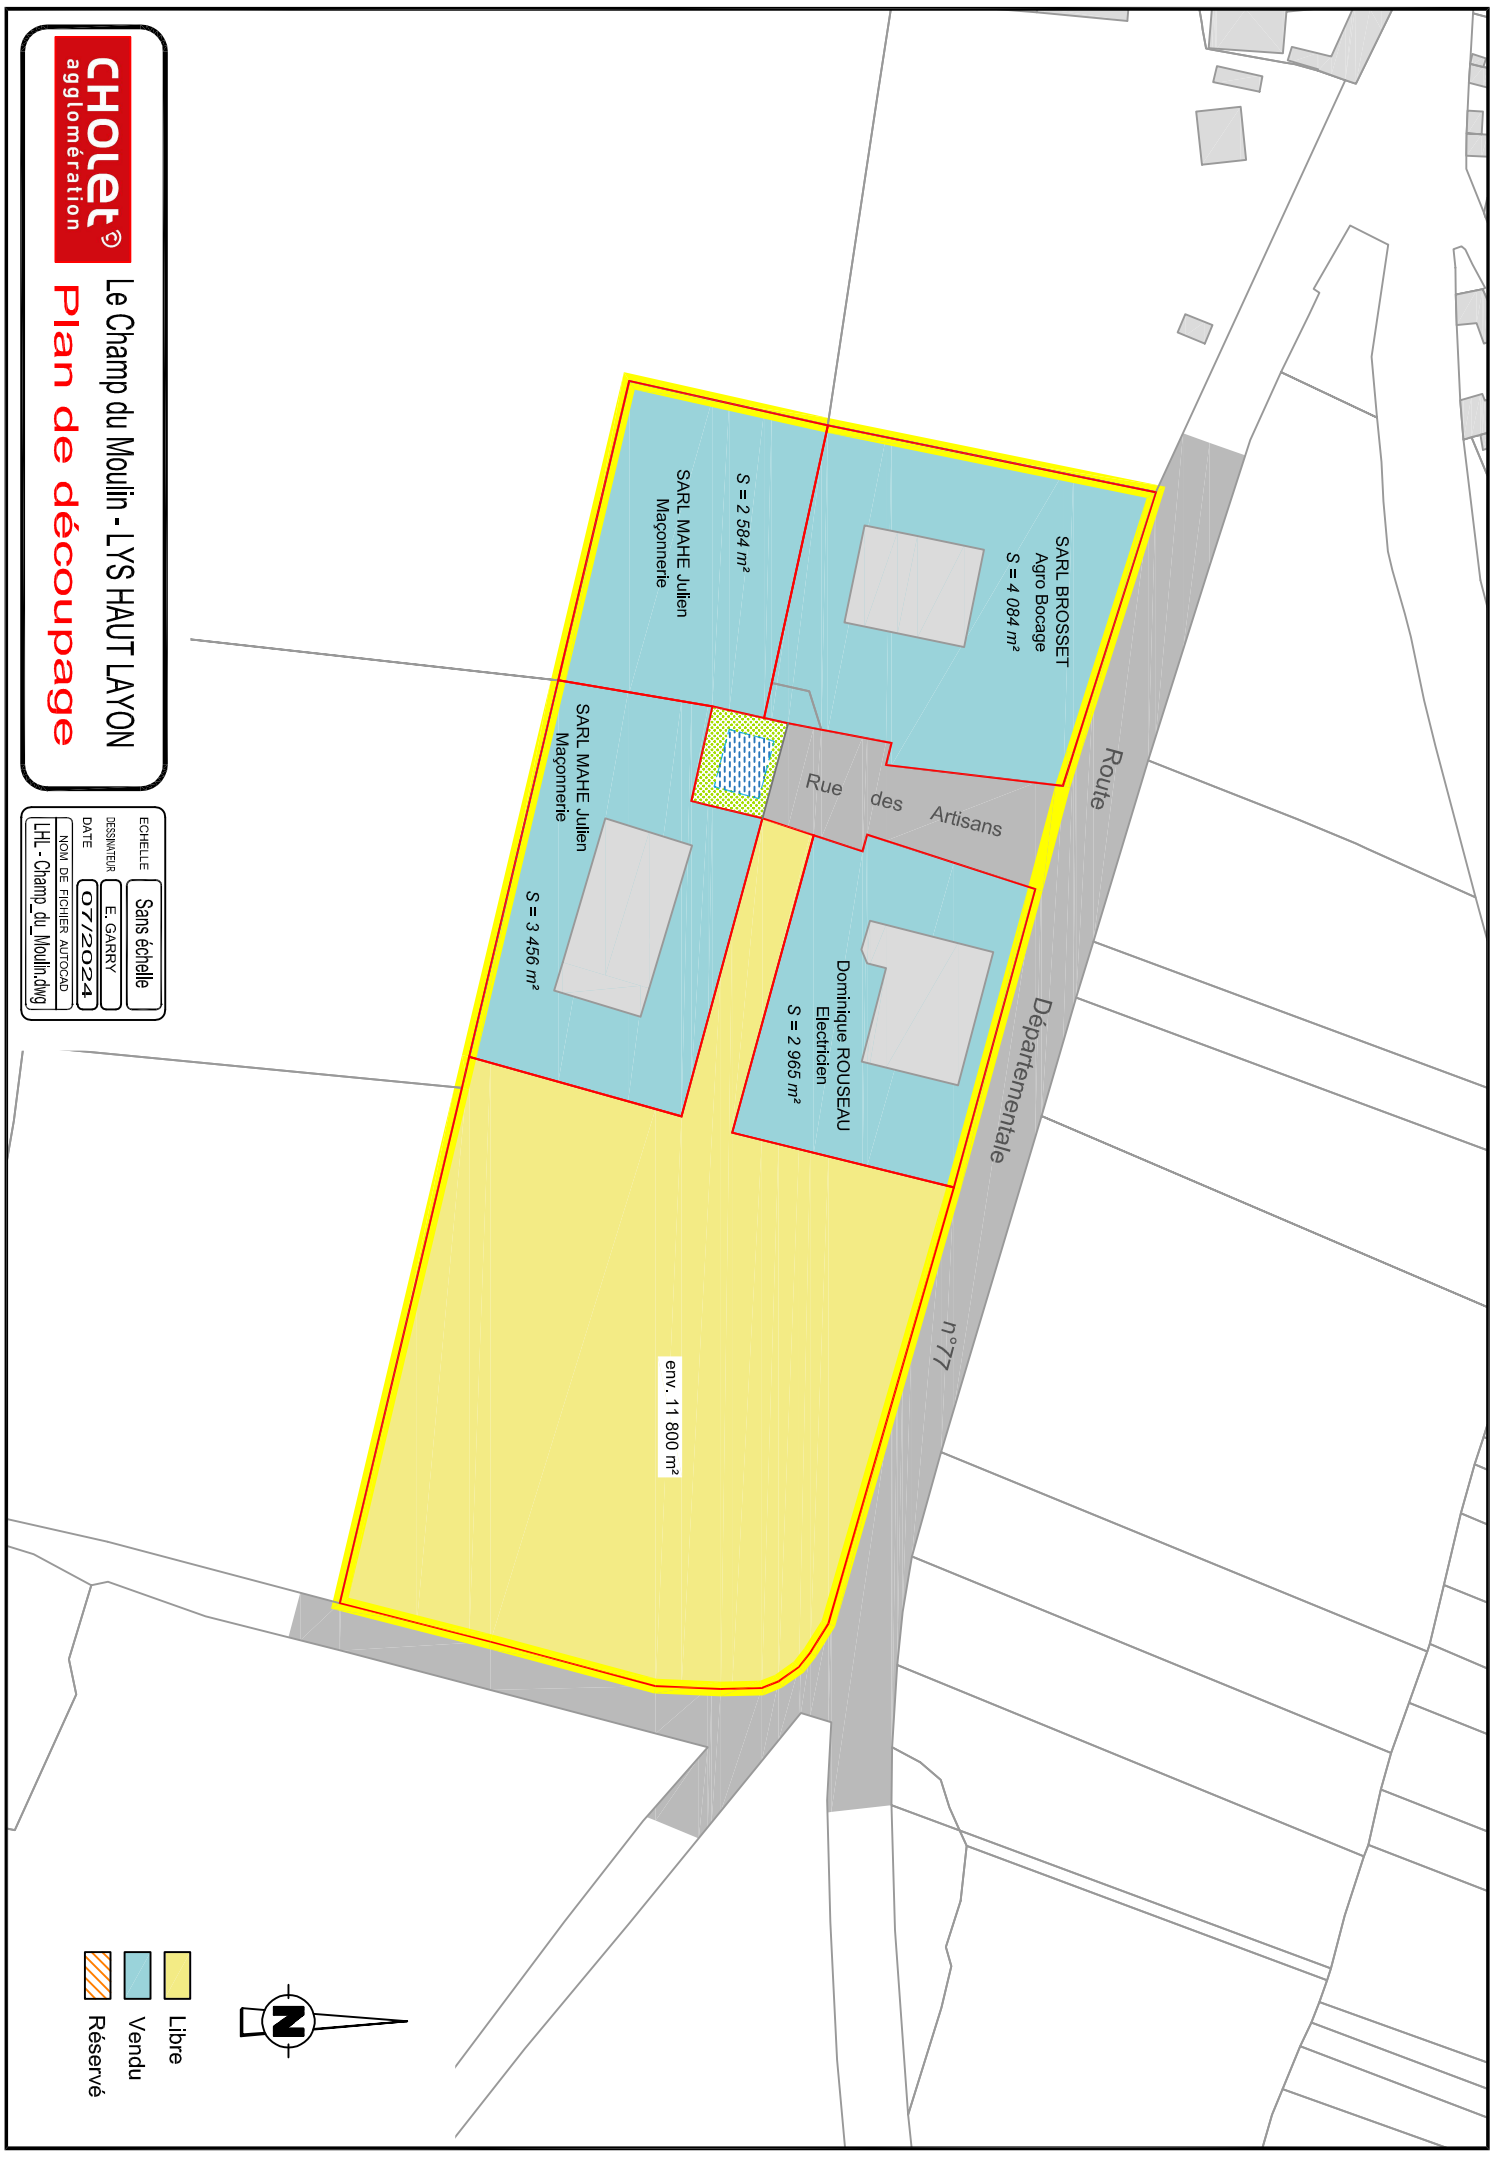 CHOLET
agglomération
Le Champ du Moulin - LYS HAUT LAYON
Plan de découpage
ECHELLE
Sans échelle
DESSINATEUR
E. GARRY
DATE
07/2024
NOM DE FICHIER AUTOCAD
LHL - Champ_du_Moulin.dwg
SARL BROSSET
Agro Bocage
S = 4 084 m²
S = 2 584 m²
SARL MAHE Julien
Maçonnerie
SARL MAHE Julien
Maçonnerie
S = 3 456 m²
Rue des Artisans
Dominique ROUSEAU
Electricien
S = 2 965 m²
Route Départementale n°77
env. 11 800 m²
N
Libre
Vendu
Réservé